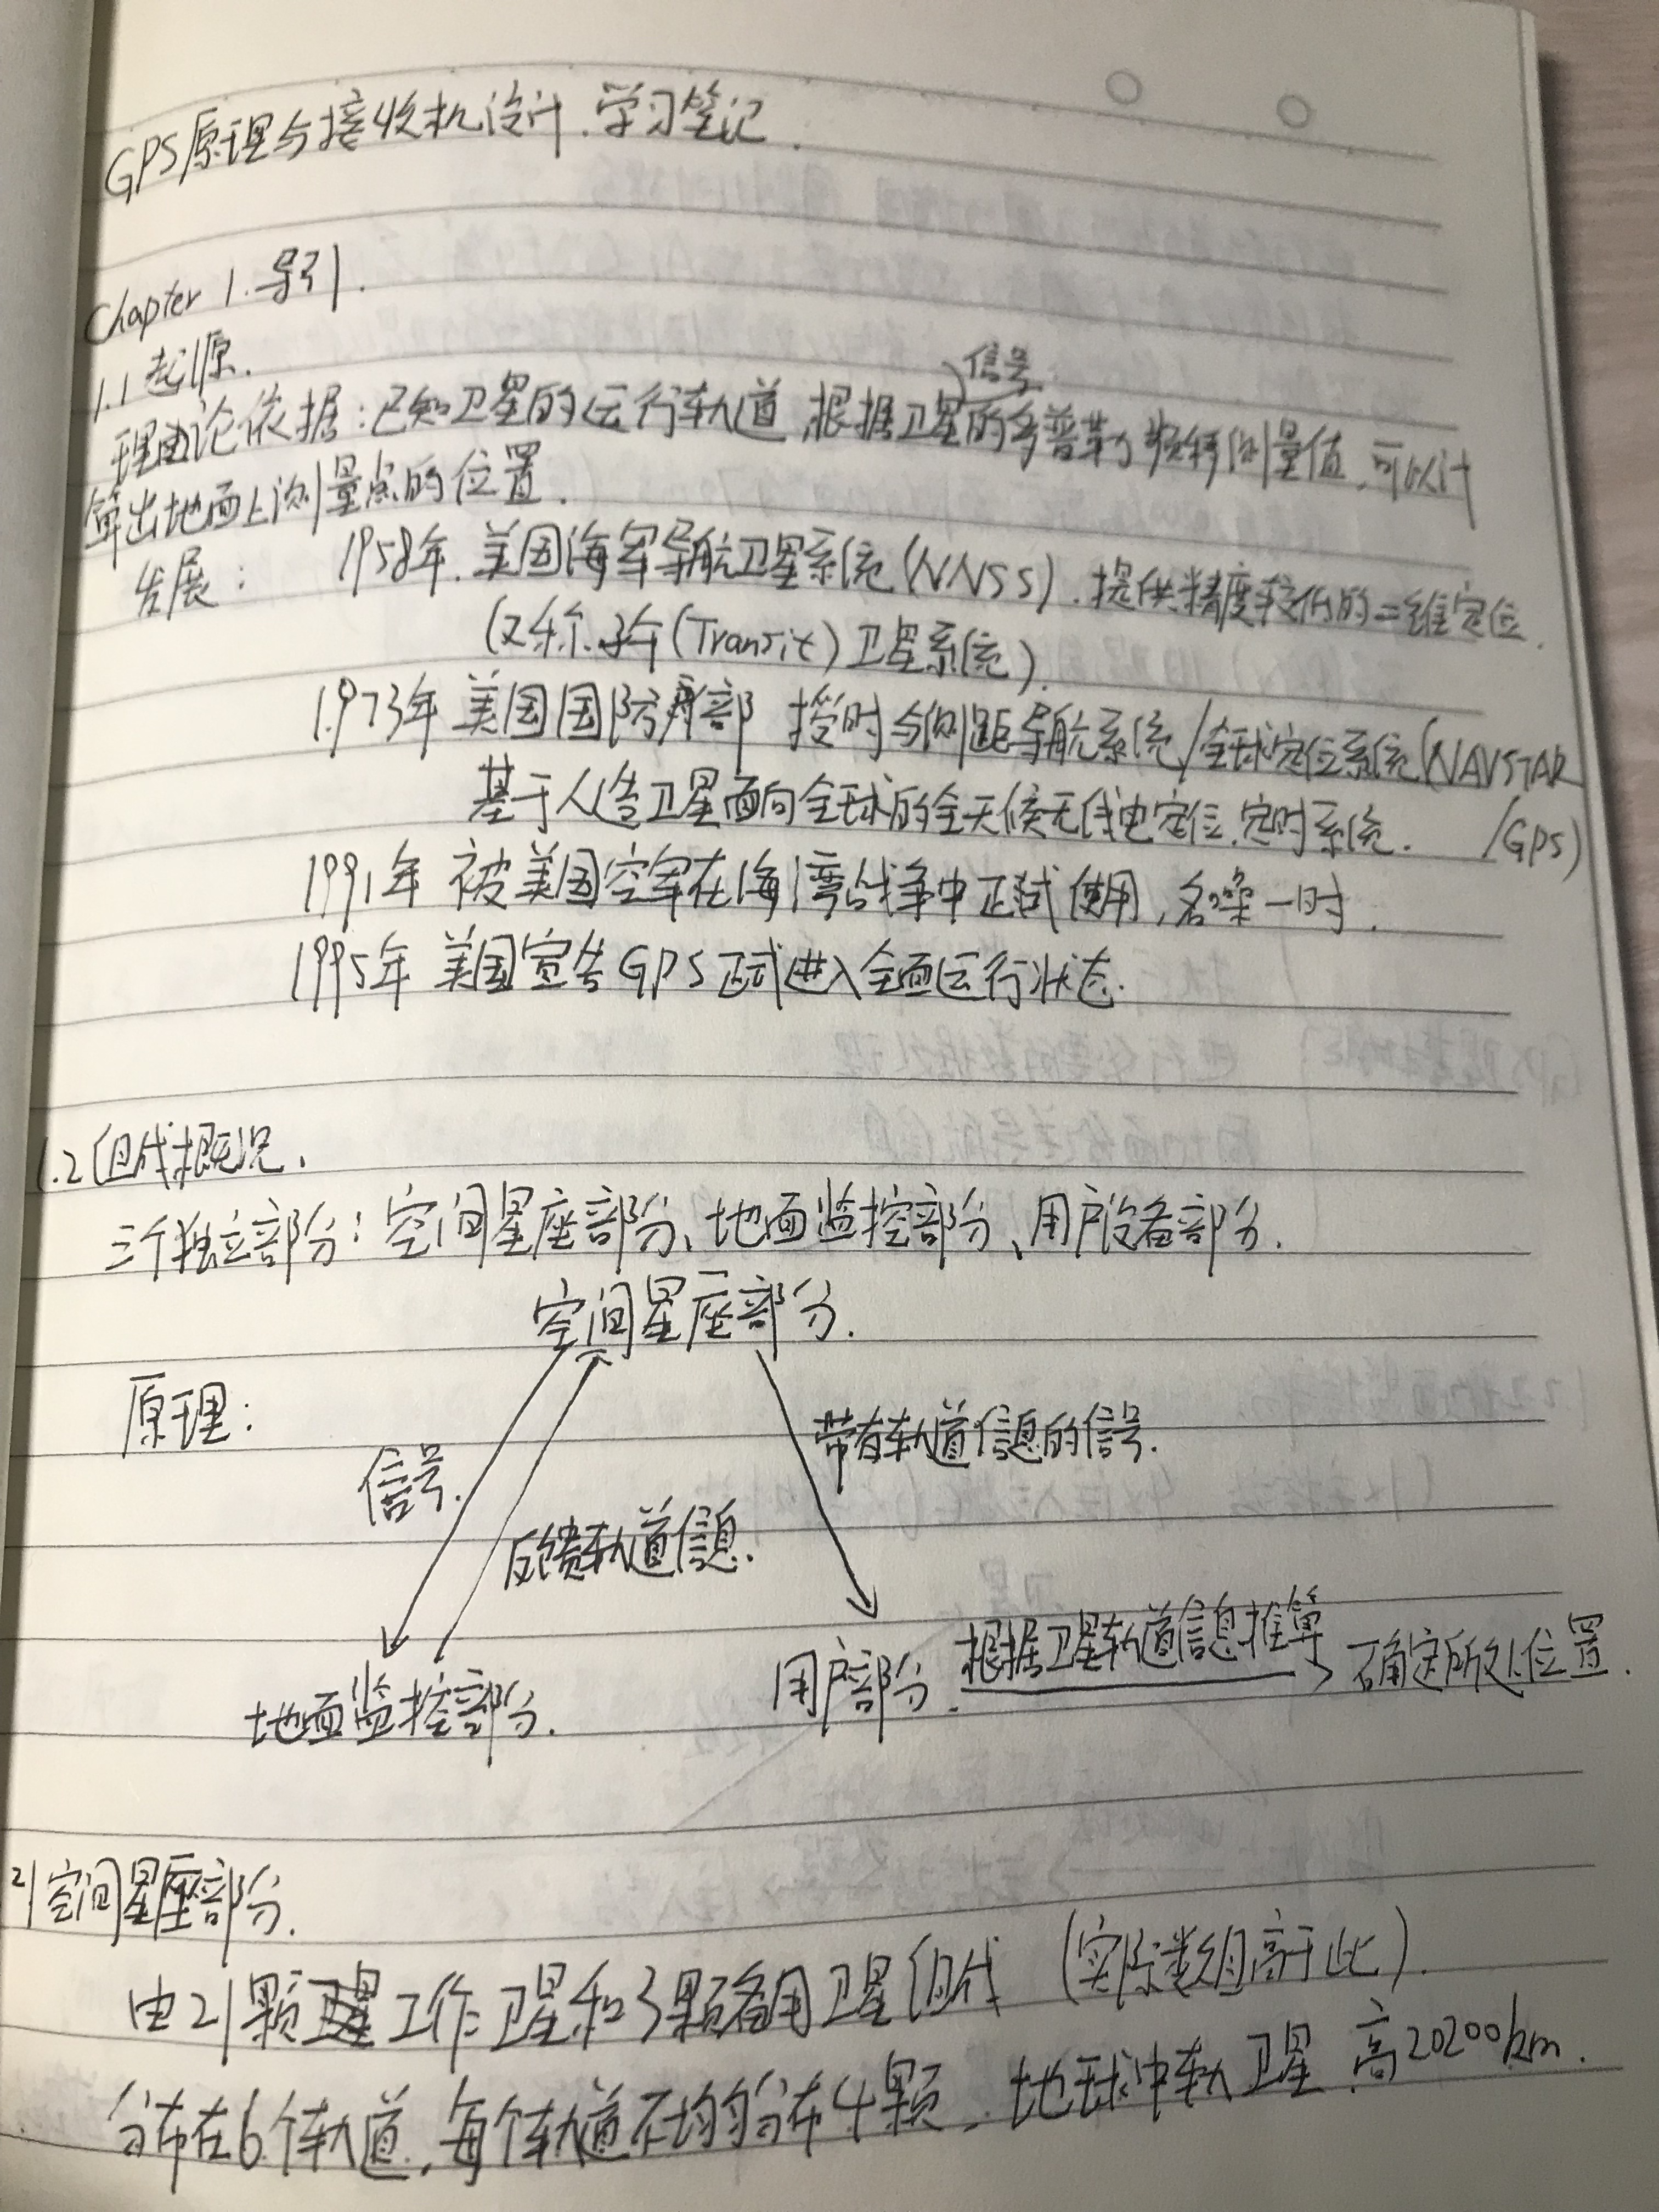 GPS原理与接收机设计.学习笔记.
Chapter 1.导引.
1.1 起源.
理论依据:已知卫星的运行轨道,根据卫星信号的多普勒频移测量值,可以计
算出地面上测量点的位置.
发展: 1958年.美国海军导航卫星系统(NNSS).提供精度较低的二维定位.
(又称.子午(Transit)卫星系统).
1973年 美国国防部 授时与测距导航系统/全球定位系统(NAVSTAR
/GPS)
基于人造卫星面向全球的全天候无线电定位.定时系统.
1991年 被美国空军在海湾战争中正式使用,名噪一时.
1995年 美国宣告GPS正式进入全面运行状态.
1.2 组成概况.
三个独立部分:空间星座部分、地面监控部分、用户设备部分.
空间星座部分.
原理:
带有轨道信息的信号.
信号.
反馈轨道信息.
地面监控部分.
用户部分. 根据卫星轨道信息推算 确定所处位置.
空间星座部分.
由21颗工作卫星和3颗备用卫星组成 (实际数组高于此).
分布在6个轨道,每个轨道不均匀分布4颗. 地球中轨卫星 高20200km.